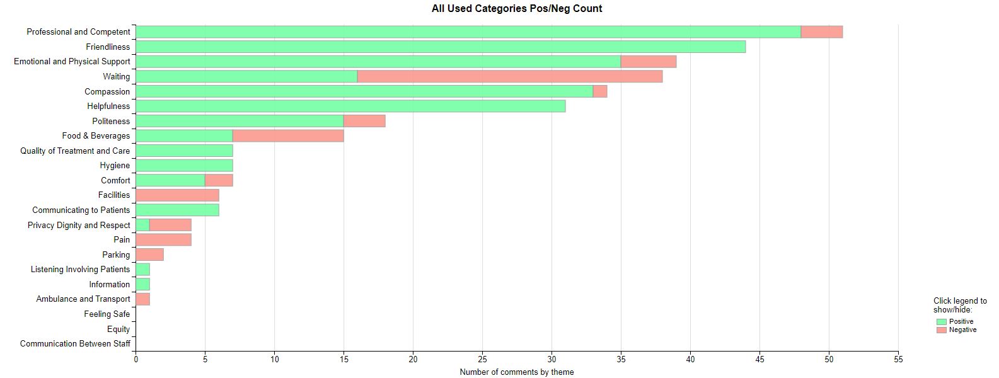 All Used Categories Pos/Neg Count
Professional and Competent
Friendliness
Emotional and Physical Support
Waiting
Compassion
Helpfulness
Politeness
Food & Beverages
Quality of Treatment and Care
Hygiene
Comfort
Facilities
Communicating to Patients
Privacy Dignity and Respect
Pain
Parking
Listening Involving Patients
Information
Ambulance and Transport
Feeling Safe
Equity
Communication Between Staff
0 5 10 15 20 25 30 35 40 45 50 55
Number of comments by theme
Click legend to
show/hide:
Positive
Negative